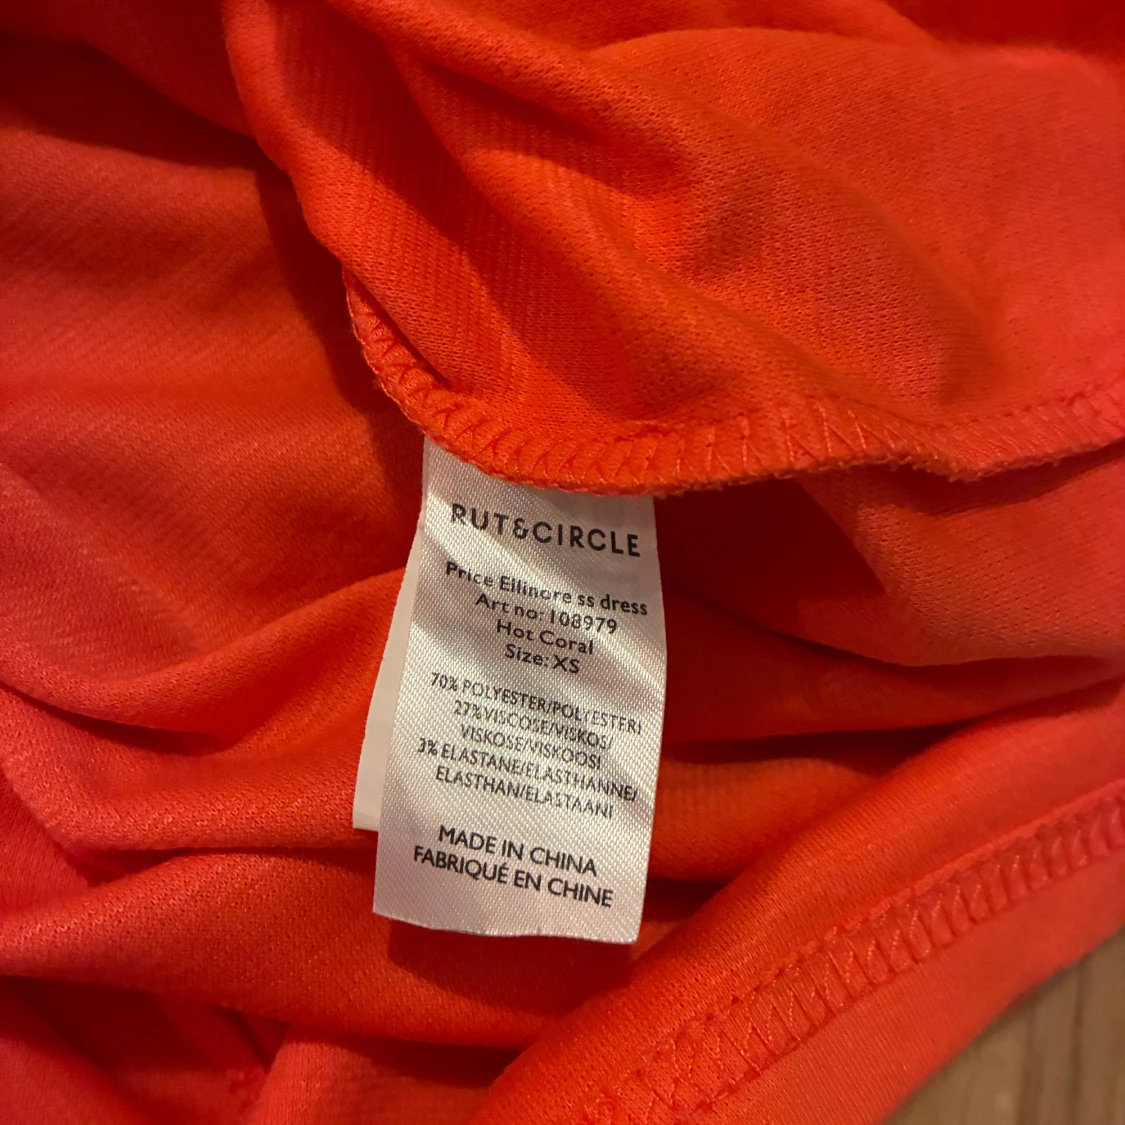 RUT&CIRCLE
Price Ellinore ss dress
Art no: 108979
Hot Coral
Size: XS
70% POLYESTER/POLYESTERI
27%VISCOSE/VISKOS/
VISKOSE/VISKOOSI
3% ELASTANE/ELASTHANNE/
ELASTHAN/ELASTAANI
MADE IN CHINA
FABRIQUÉ EN CHINE